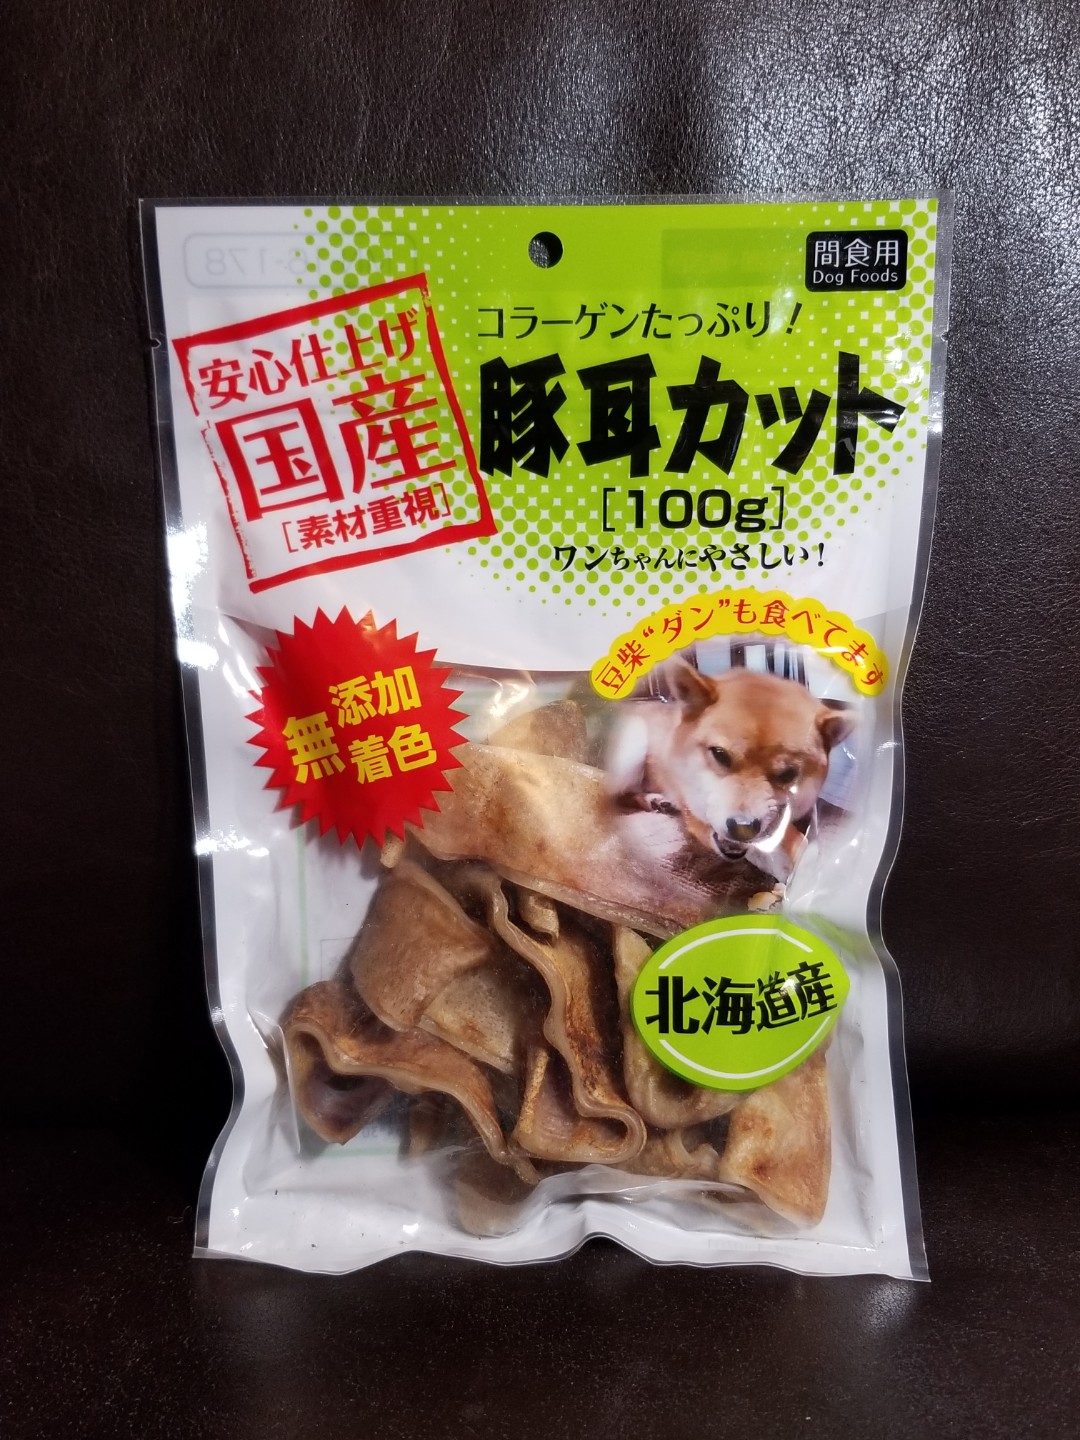 間食用
Dog Foods
コラーゲンたっぷり!
豚耳カット
[100g]
ワンちゃんにやさしい!
安心仕上げ
国産
[素材重視]
豆柴“ダン”も食べてます
無添加
着色
北海道産